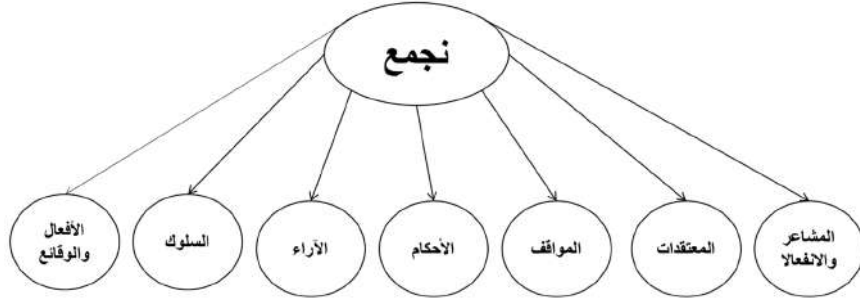 نجمع
المشاعر
والانفعالا
المعتقدات
المواقف
الأحكام
الآراء
السلوك
الأفعال
والوقائع